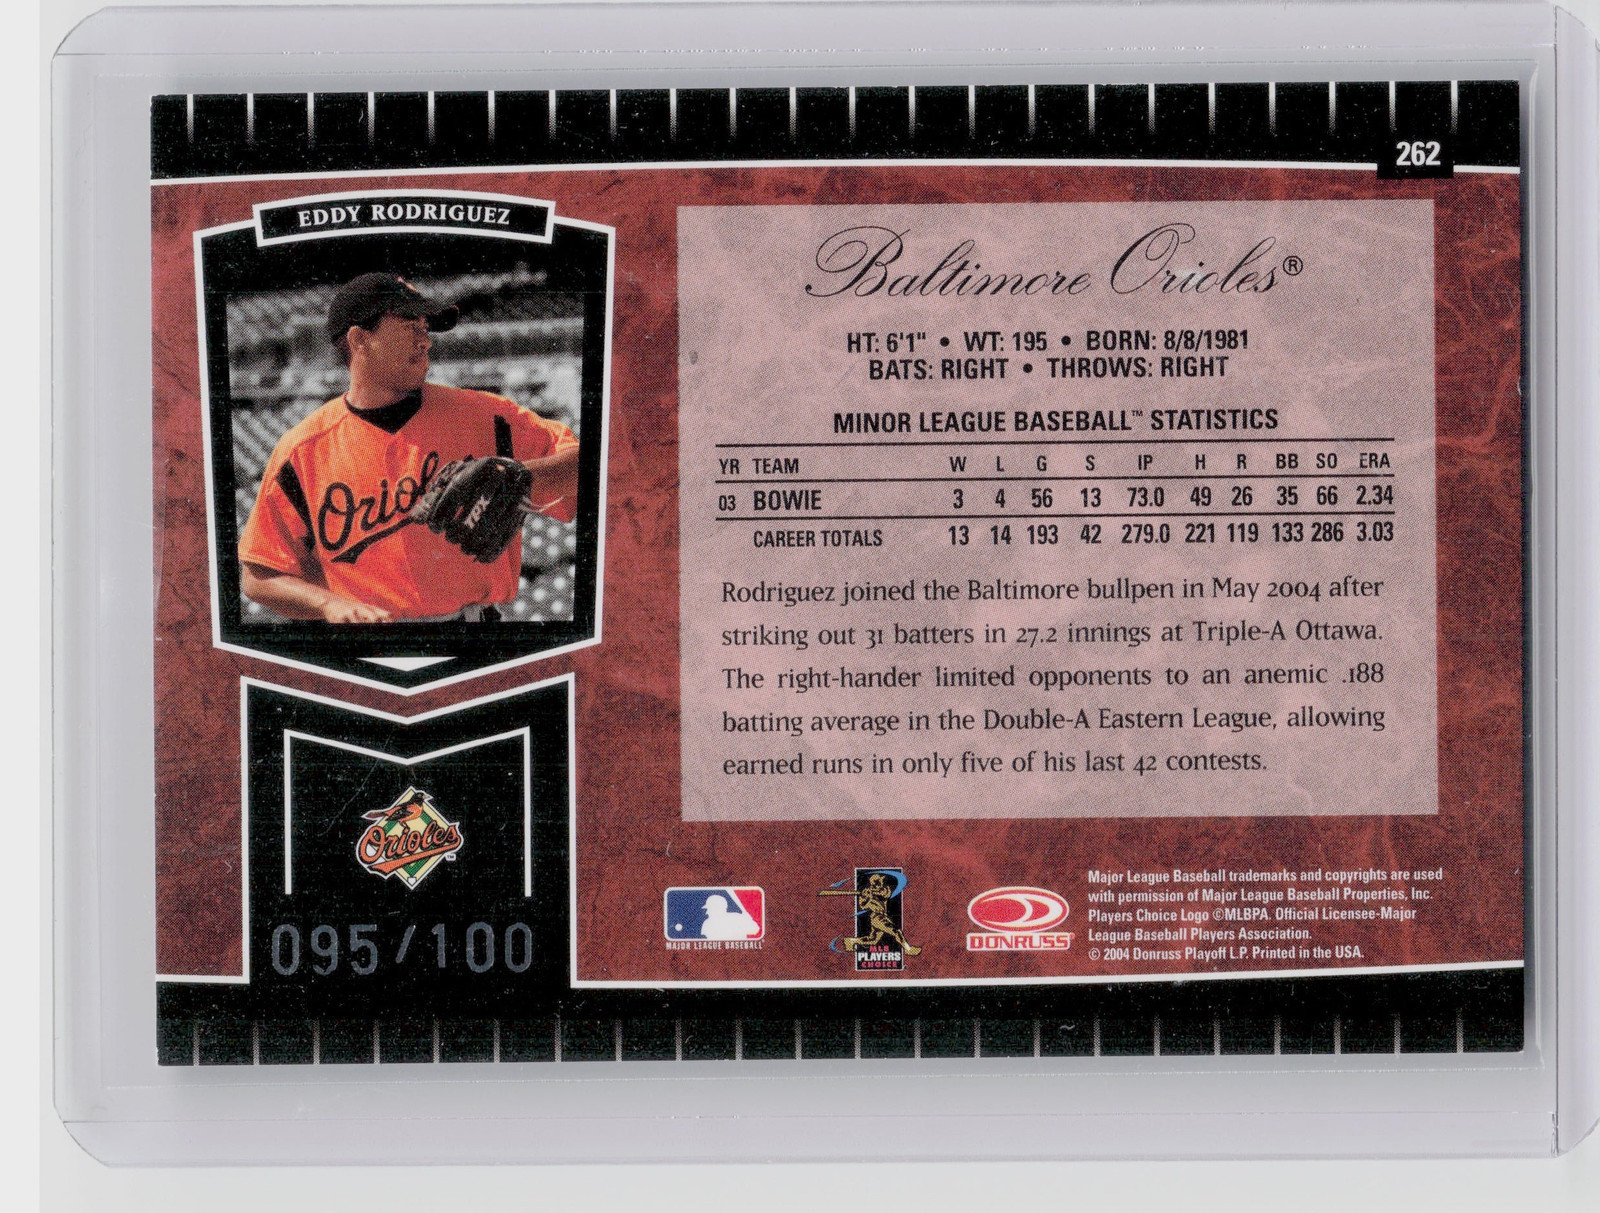 262
EDDY RODRIGUEZ
Orioles
TEX
Baltimore Orioles®
HT: 6'1" • WT: 195 • BORN: 8/8/1981
BATS: RIGHT • THROWS: RIGHT
MINOR LEAGUE BASEBALL™ STATISTICS
YR TEAM W L G S IP H R BB SO ERA
03 BOWIE 3 4 56 13 73.0 49 26 35 66 2.34
CAREER TOTALS 13 14 193 42 279.0 221 119 133 286 3.03
Rodriguez joined the Baltimore bullpen in May 2004 after
striking out 31 batters in 27.2 innings at Triple-A Ottawa.
The right-hander limited opponents to an anemic .188
batting average in the Double-A Eastern League, allowing
earned runs in only five of his last 42 contests.
Orioles™
095/100
MAJOR LEAGUE BASEBALL
MLB
PLAYERS
CHOICE
DONRUSS
Major League Baseball trademarks and copyrights are used
with permission of Major League Baseball Properties, Inc.
Players Choice Logo ©MLBPA. Official Licensee-Major
League Baseball Players Association.
© 2004 Donruss Playoff L.P. Printed in the USA.